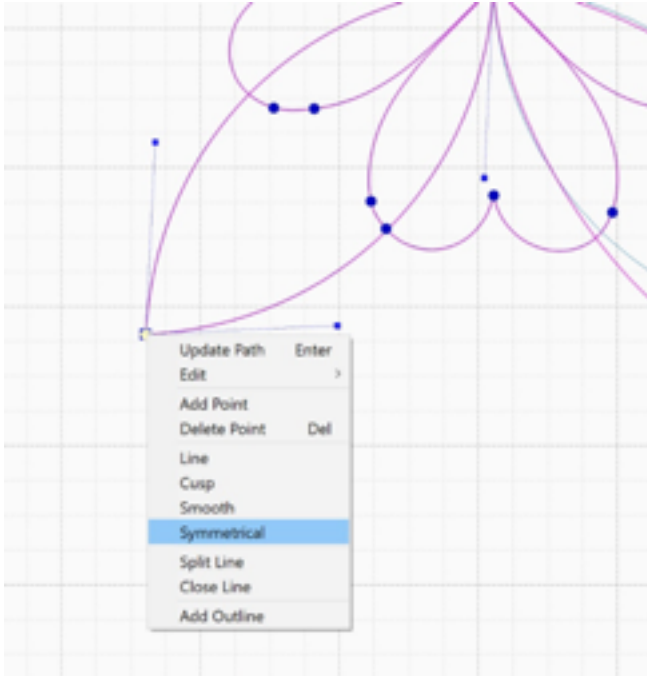 Update Path Enter
Edit >
Add Point
Delete Point Del
Line
Cusp
Smooth
Symmetrical
Split Line
Close Line
Add Outline